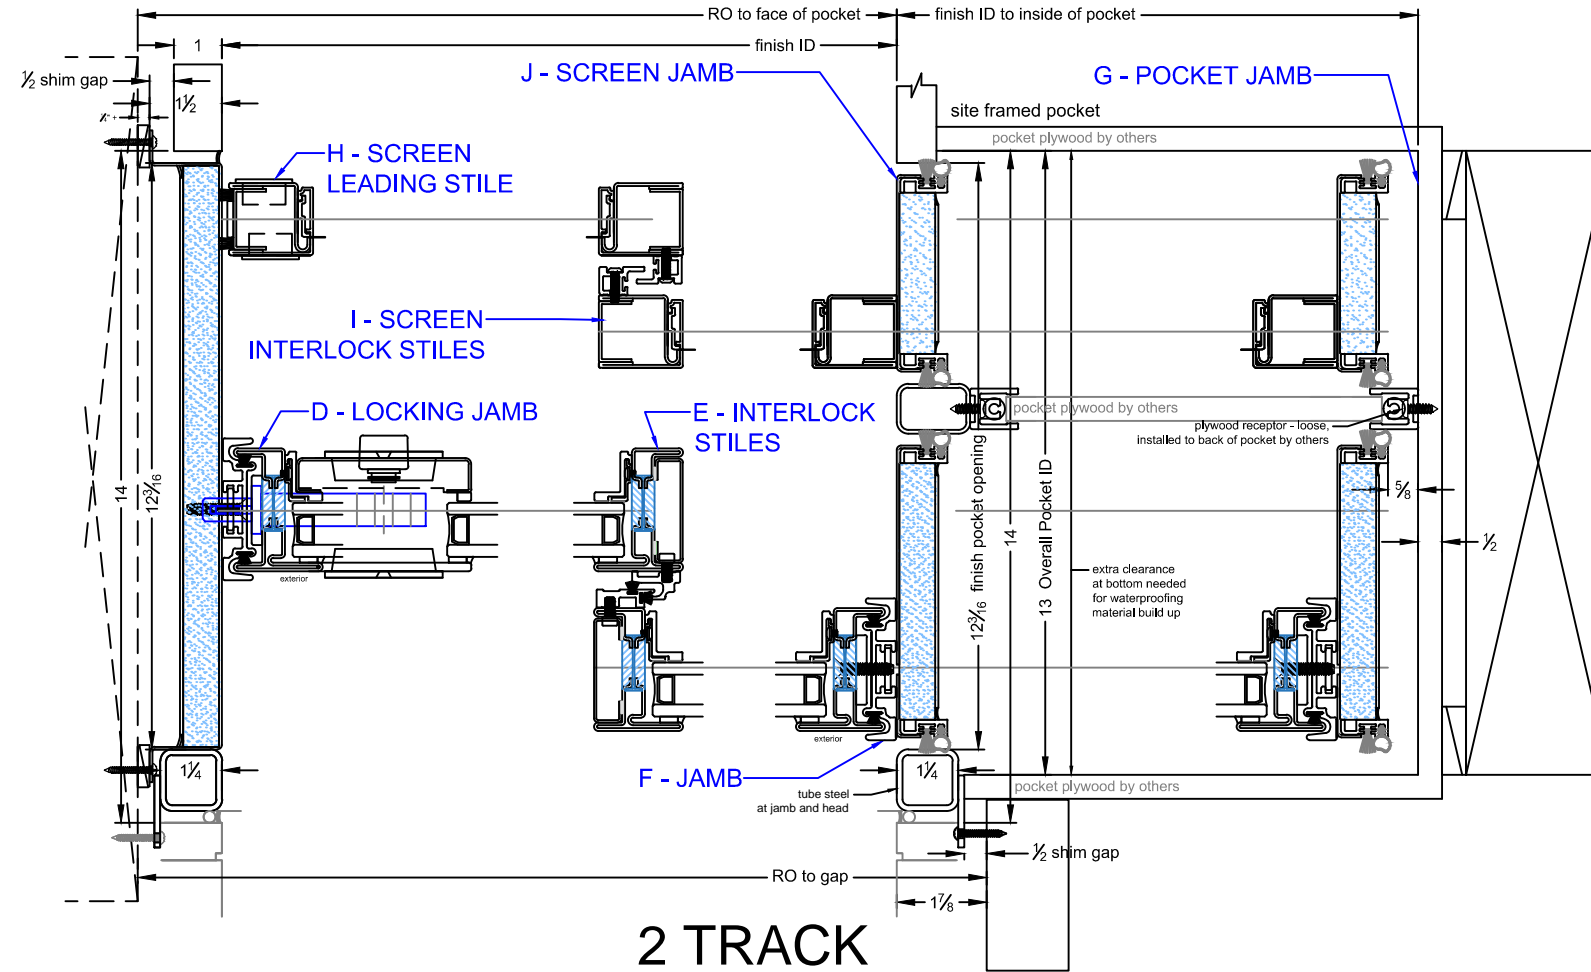 RO to face of pocket
finish ID to inside of pocket
1
finish ID
½ shim gap
J - SCREEN JAMB
G - POCKET JAMB
1½
site framed pocket
pocket plywood by others
H - SCREEN
LEADING STILE
I - SCREEN
INTERLOCK STILES
D - LOCKING JAMB
E - INTERLOCK
STILES
pocket plywood by others
plywood receptor - loose,
installed to back of pocket by others
14
12³⁄₁₆
12³⁄₁₆ finish pocket opening
14
13 Overall Pocket ID
⅝
½
extra clearance
at bottom needed
for waterproofing
material build up
exterior
exterior
F - JAMB
1¼
1¼
tube steel
at jamb and head
pocket plywood by others
½ shim gap
RO to gap
1⅞
2 TRACK